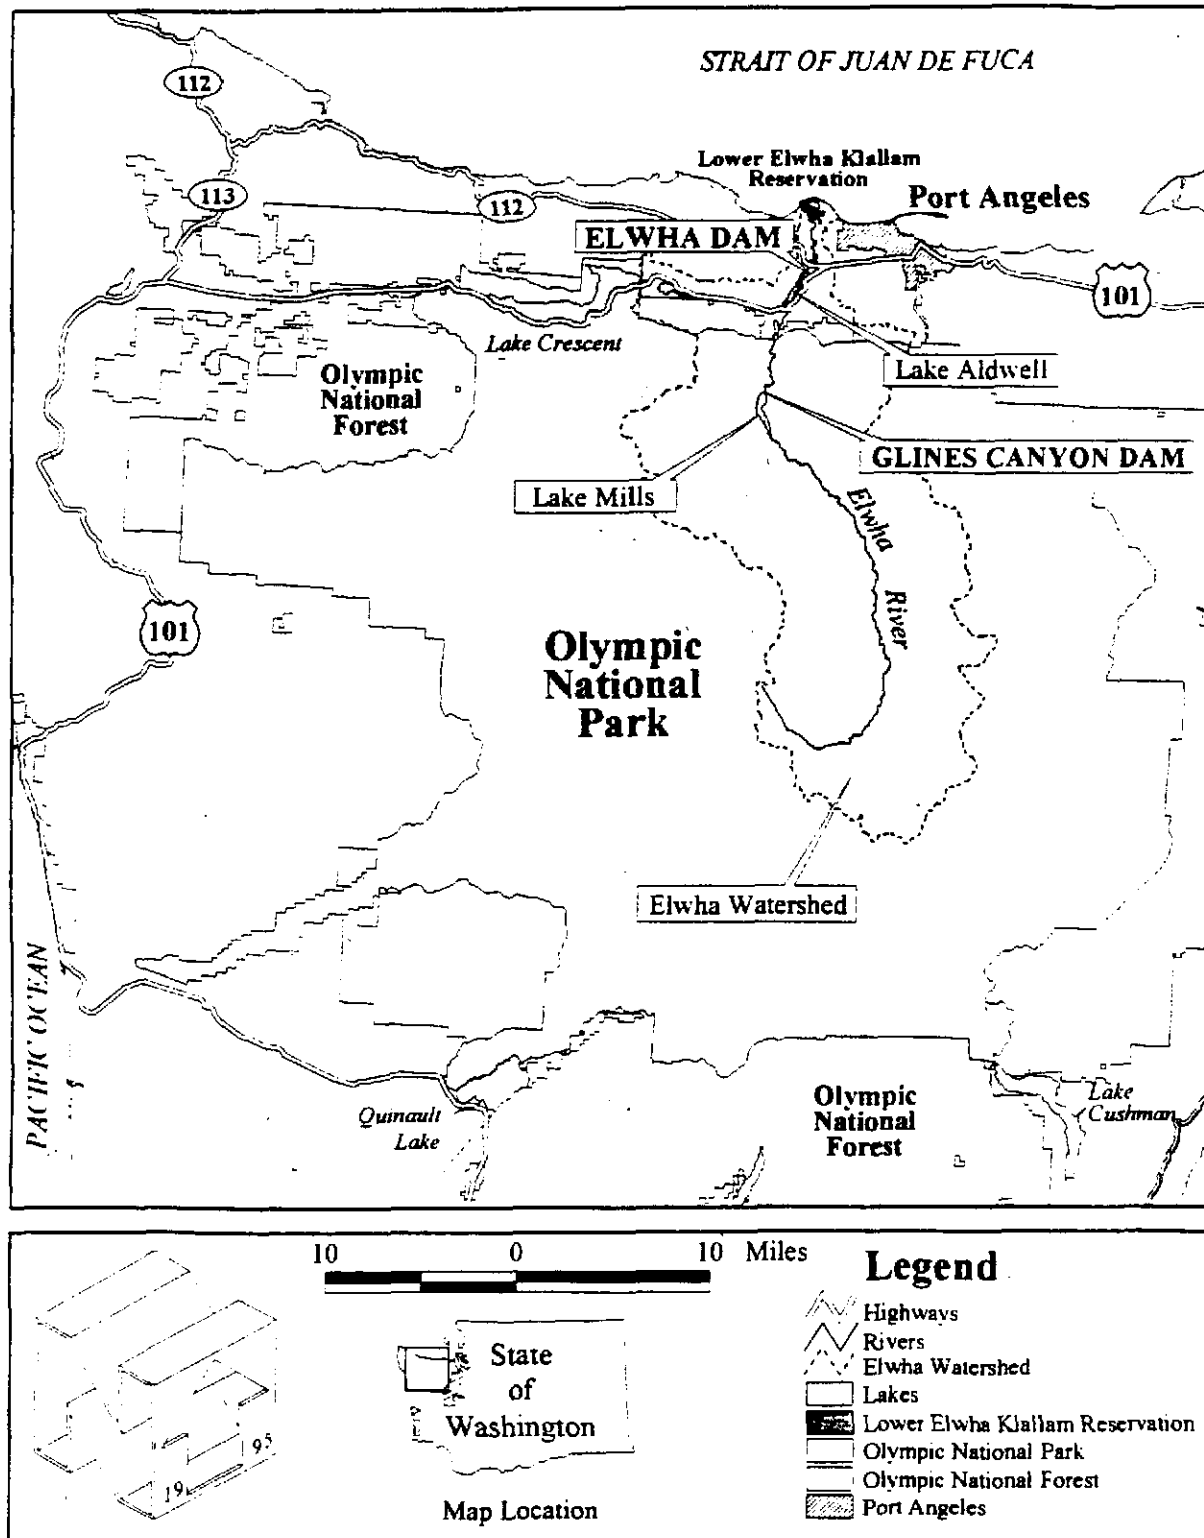 STRAIT OF JUAN DE FUCA
112
Lower Elwha Klallam
Reservation
113
112
Port Angeles
ELWHA DAM
101
Lake Crescent
Lake Aldwell
Olympic
National
Forest
GLINES CANYON DAM
Lake Mills
Elwha
River
101
Olympic
National
Park
Elwha Watershed
PACIFIC OCEAN
Quinault
Lake
Olympic
National
Forest
Lake
Cushman
10 0 10 Miles
Legend
Highways
Rivers
Elwha Watershed
Lakes
Lower Elwha Klallam Reservation
Olympic National Park
Olympic National Forest
Port Angeles
State
of
Washington
Map Location
19 95